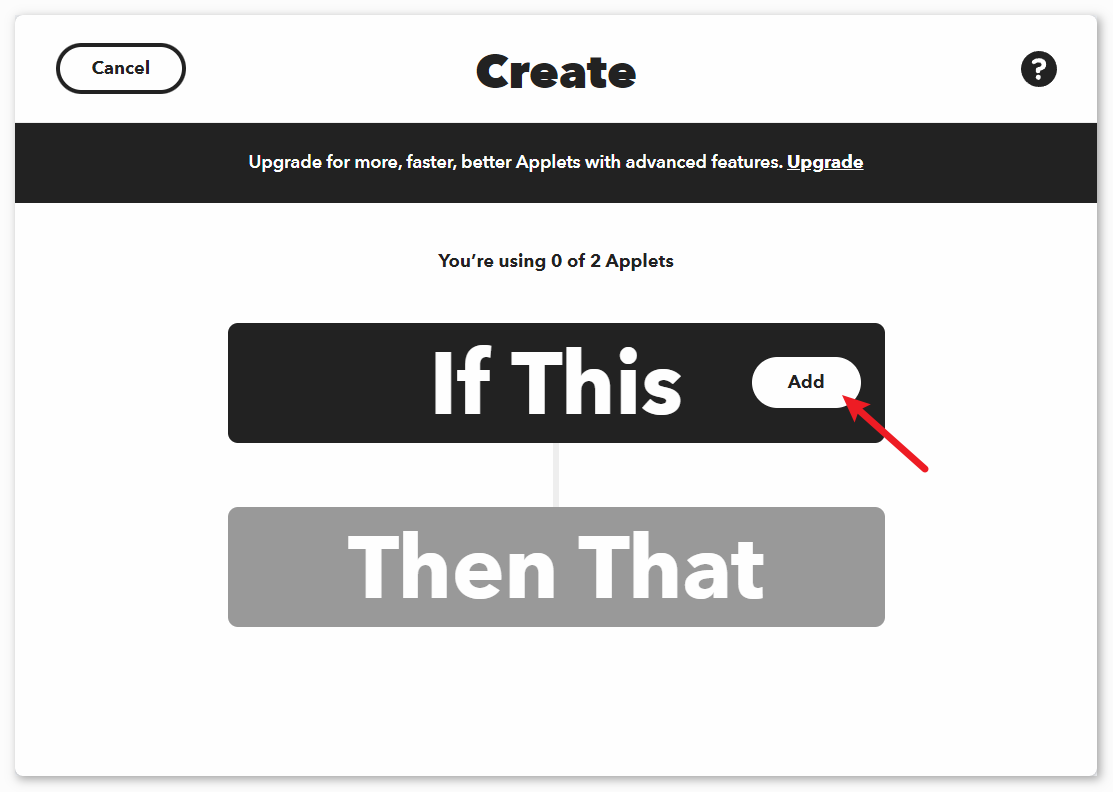 Cancel
Create
?
Upgrade for more, faster, better Applets with advanced features. Upgrade
You’re using 0 of 2 Applets
If This
Add
Then That